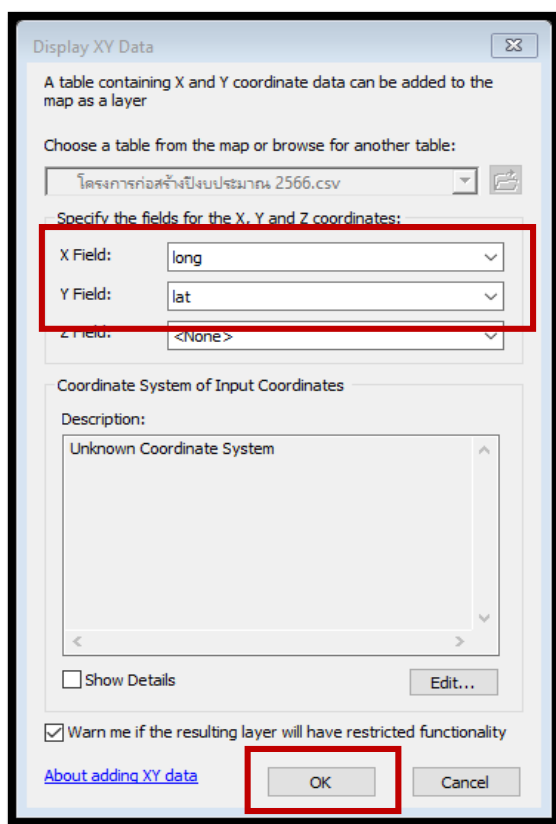 Display XY Data
A table containing X and Y coordinate data can be added to the
map as a layer
Choose a table from the map or browse for another table:
โครงการก่อสร้างปีงบประมาณ 2566.csv
Specify the fields for the X, Y and Z coordinates:
X Field:
long
Y Field:
lat
Z Field:
<None>
Coordinate System of Input Coordinates
Description:
Unknown Coordinate System
Show Details
Edit...
Warn me if the resulting layer will have restricted functionality
About adding XY data
OK
Cancel